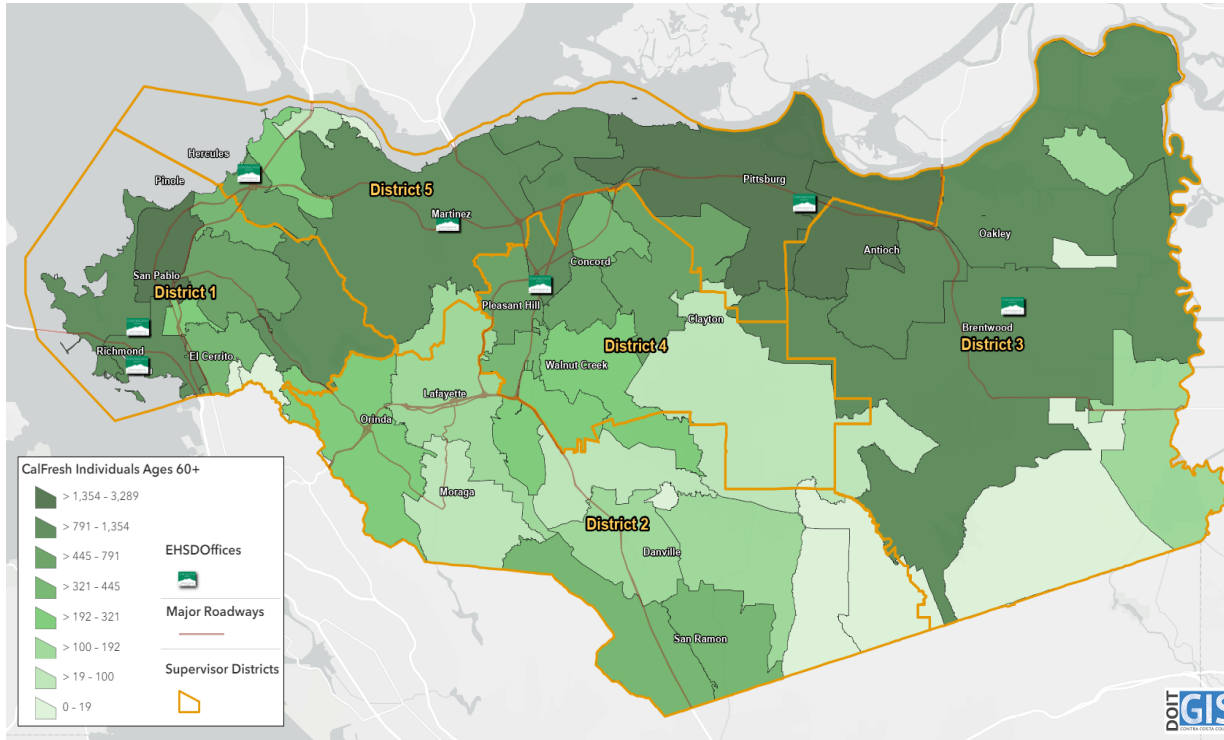 Hercules
Pinole
District 5
Martinez
Pittsburg
Antioch
Oakley
San Pablo
District 1
Concord
Pleasant Hill
Clayton
Richmond
El Cerrito
Brentwood
District 3
District 4
Walnut Creek
Lafayette
Orinda
Moraga
District 2
Danville
San Ramon
CalFresh Individuals Ages 60+
> 1,354 - 3,289
> 791 - 1,354
> 445 - 791
> 321 - 445
> 192 - 321
> 100 - 192
> 19 - 100
0 - 19
EHSDOffices
Major Roadways
Supervisor Districts
DOIT
GIS